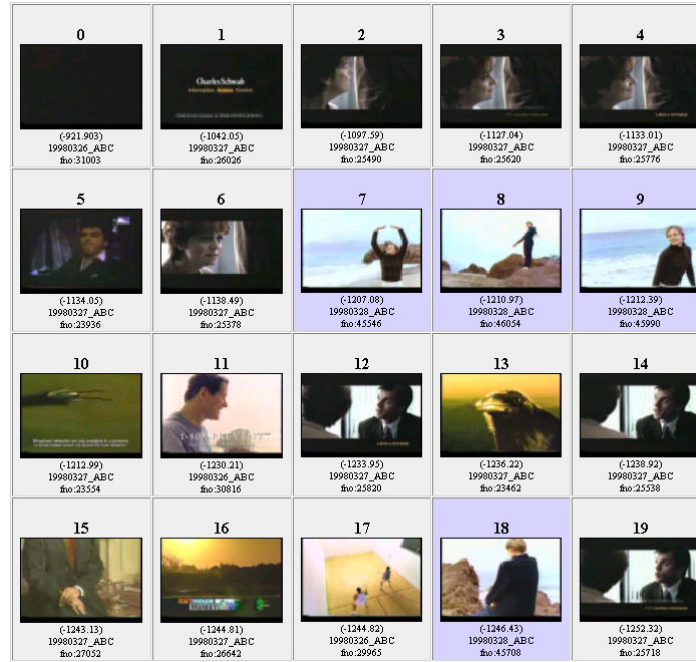 0
1
2
3
4
Charles Schwab
(-921.903)
19980326_ABC
fno:31003
(-1042.05)
19980327_ABC
fno:26026
(-1097.59)
19980327_ABC
fno:25490
(-1127.04)
19980327_ABC
fno:25620
(-1133.01)
19980327_ABC
fno:25776
5
6
7
8
9
(-1134.05)
19980327_ABC
fno:23936
(-1138.49)
19980327_ABC
fno:25378
(-1207.08)
19980328_ABC
fno:45546
(-1210.97)
19980328_ABC
fno:46054
(-1212.39)
19980328_ABC
fno:45990
10
11
12
13
14
(-1212.99)
19980327_ABC
fno:23554
(-1230.21)
19980326_ABC
fno:30816
(-1233.95)
19980327_ABC
fno:25820
(-1236.22)
19980327_ABC
fno:23462
(-1238.92)
19980327_ABC
fno:25538
15
16
17
18
19
(-1243.13)
19980327_ABC
fno:27052
(-1244.81)
19980327_ABC
fno:26642
(-1244.82)
19980326_ABC
fno:29965
(-1246.43)
19980328_ABC
fno:45708
(-1252.32)
19980327_ABC
fno:25718